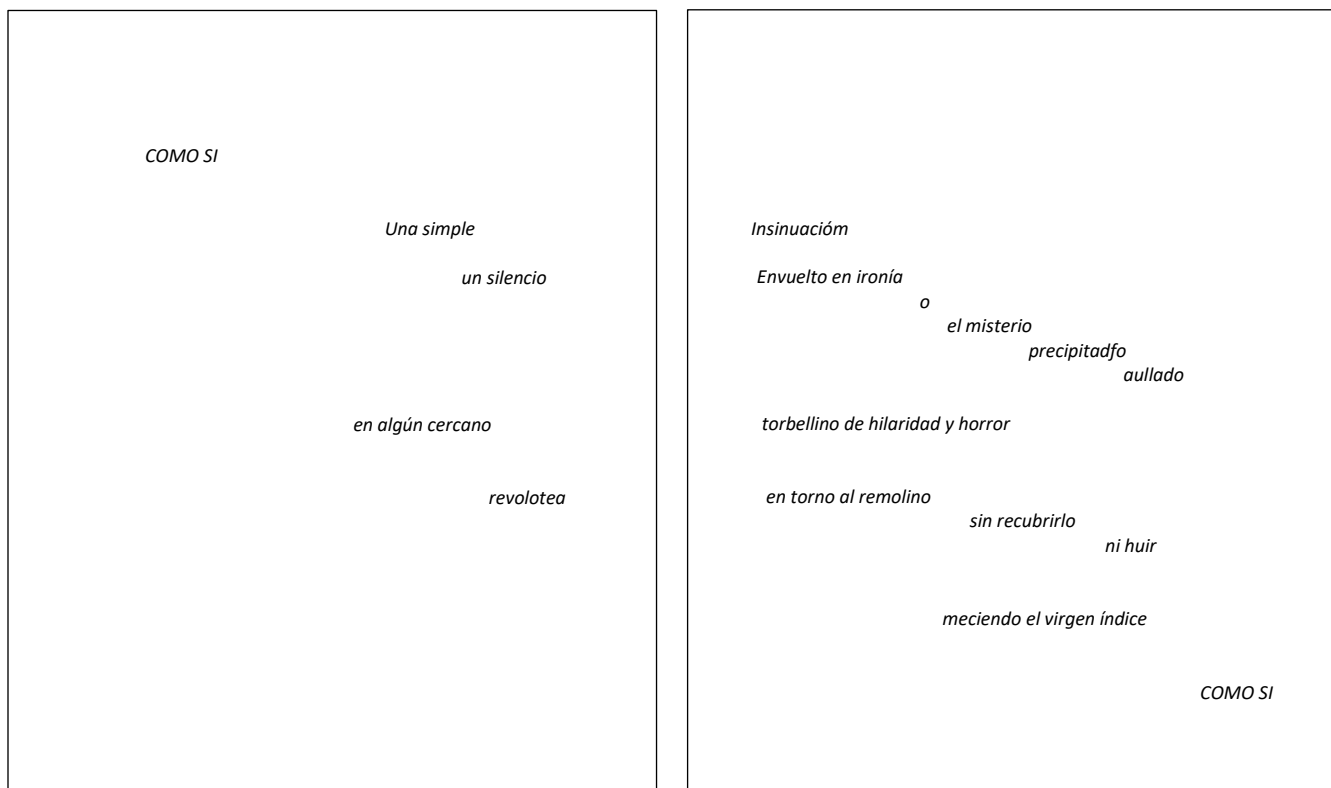 COMO SI
Una simple
un silencio
en algún cercano
revolotea
Insinuacióm
Envuelto en ironía
o
el misterio
precipitadfo
aullado
torbellino de hilaridad y horror
en torno al remolino
sin recubrirlo
ni huir
meciendo el virgen índice
COMO SI